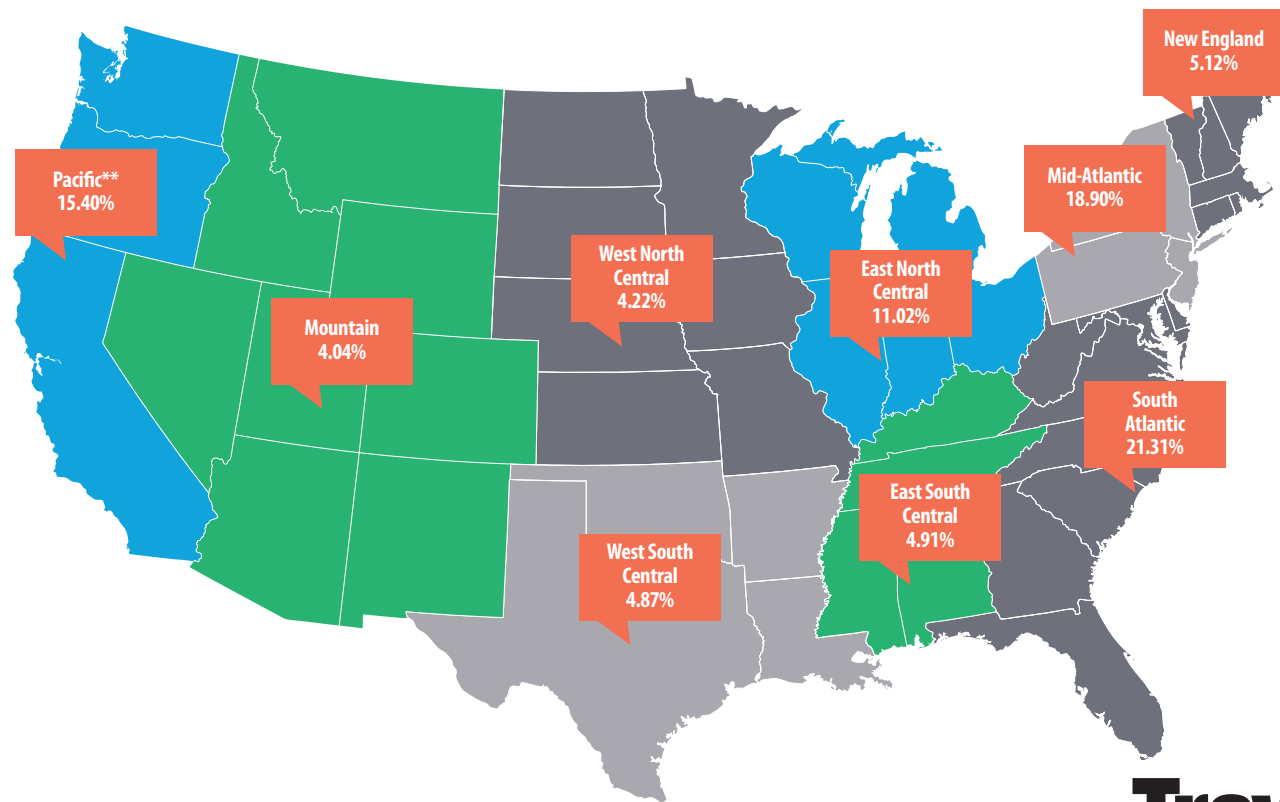 New England
5.12%
Pacific**
15.40%
Mid-Atlantic
18.90%
West North
Central
4.22%
East North
Central
11.02%
Mountain
4.04%
South
Atlantic
21.31%
East South
Central
4.91%
West South
Central
4.87%